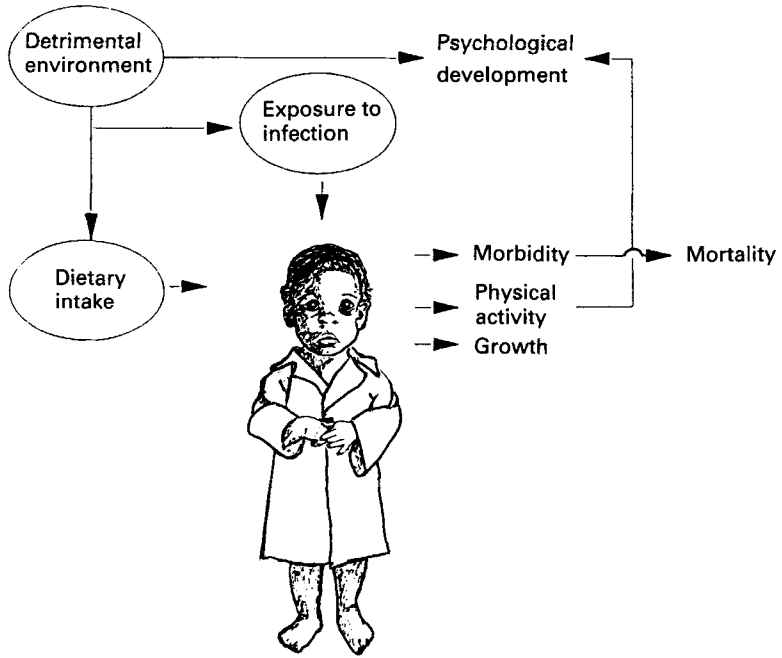 Detrimental
environment
Psychological
development
Exposure to
infection
Dietary
intake
Morbidity
Mortality
Physical
activity
Growth